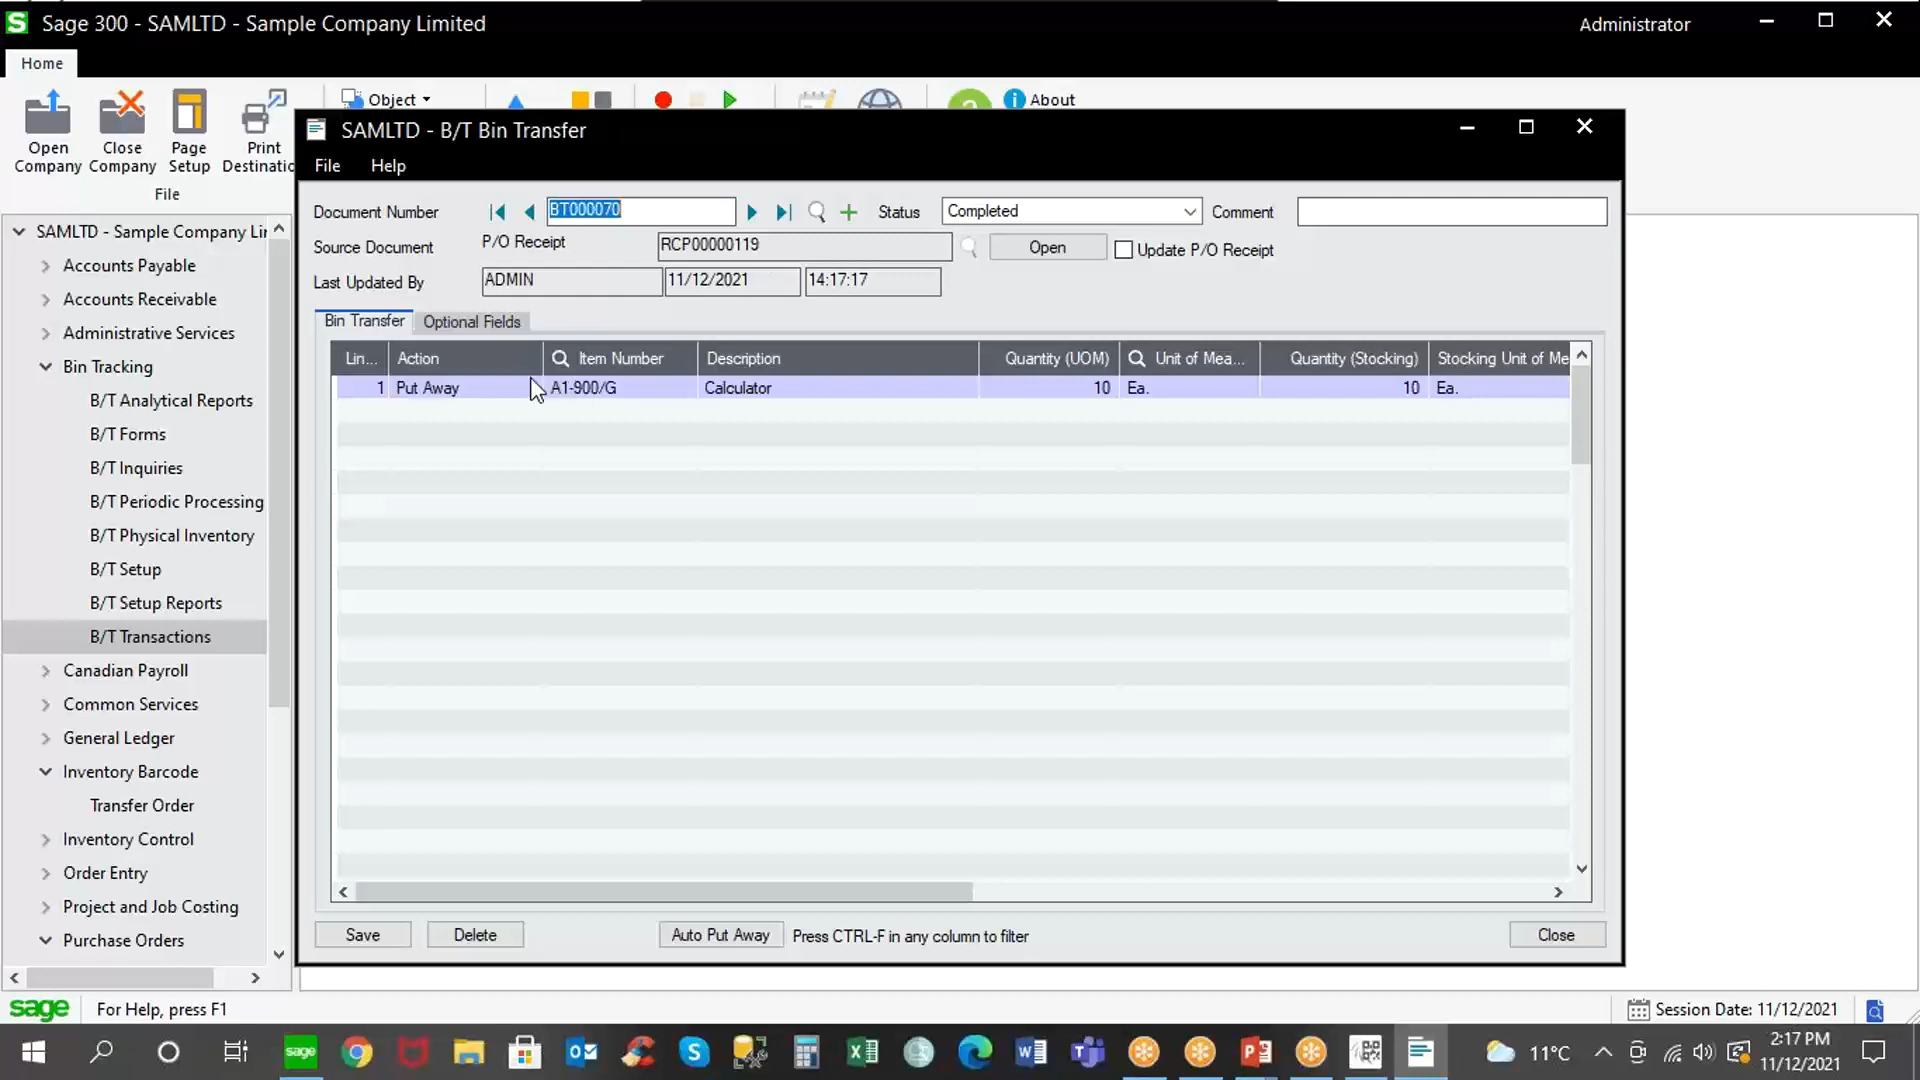 Sage 300 - SAMLTD - Sample Company Limited
Administrator
Home
Open Company
Close Company
Page Setup
Print Destinatio
File
Object
About
SAMLTD - B/T Bin Transfer
File Help
Document Number BT000070 Status Completed Comment
Source Document P/O Receipt RCP00000119 Open Update P/O Receipt
Last Updated By ADMIN 11/12/2021 14:17:17
Bin Transfer Optional Fields
Lin... Action Item Number Description Quantity (UOM) Unit of Mea... Quantity (Stocking) Stocking Unit of Me
1 Put Away A1-900/G Calculator 10 Ea. 10 Ea.
Save Delete Auto Put Away Press CTRL-F in any column to filter Close
SAMLTD - Sample Company Lir
Accounts Payable
Accounts Receivable
Administrative Services
Bin Tracking
B/T Analytical Reports
B/T Forms
B/T Inquiries
B/T Periodic Processing
B/T Physical Inventory
B/T Setup
B/T Setup Reports
B/T Transactions
Canadian Payroll
Common Services
General Ledger
Inventory Barcode
Transfer Order
Inventory Control
Order Entry
Project and Job Costing
Purchase Orders
sage For Help, press F1 Session Date: 11/12/2021
sage
11°C
2:17 PM
11/12/2021